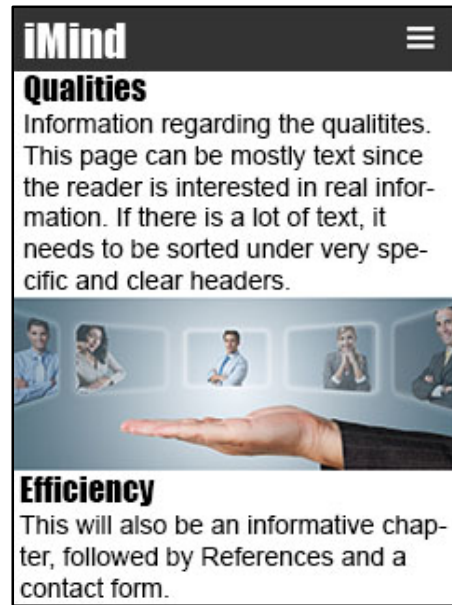 iMind
Qualities
Information regarding the qualitites.
This page can be mostly text since
the reader is interested in real infor-
mation. If there is a lot of text, it
needs to be sorted under very spe-
cific and clear headers.
Efficiency
This will also be an informative chap-
ter, followed by References and a
contact form.